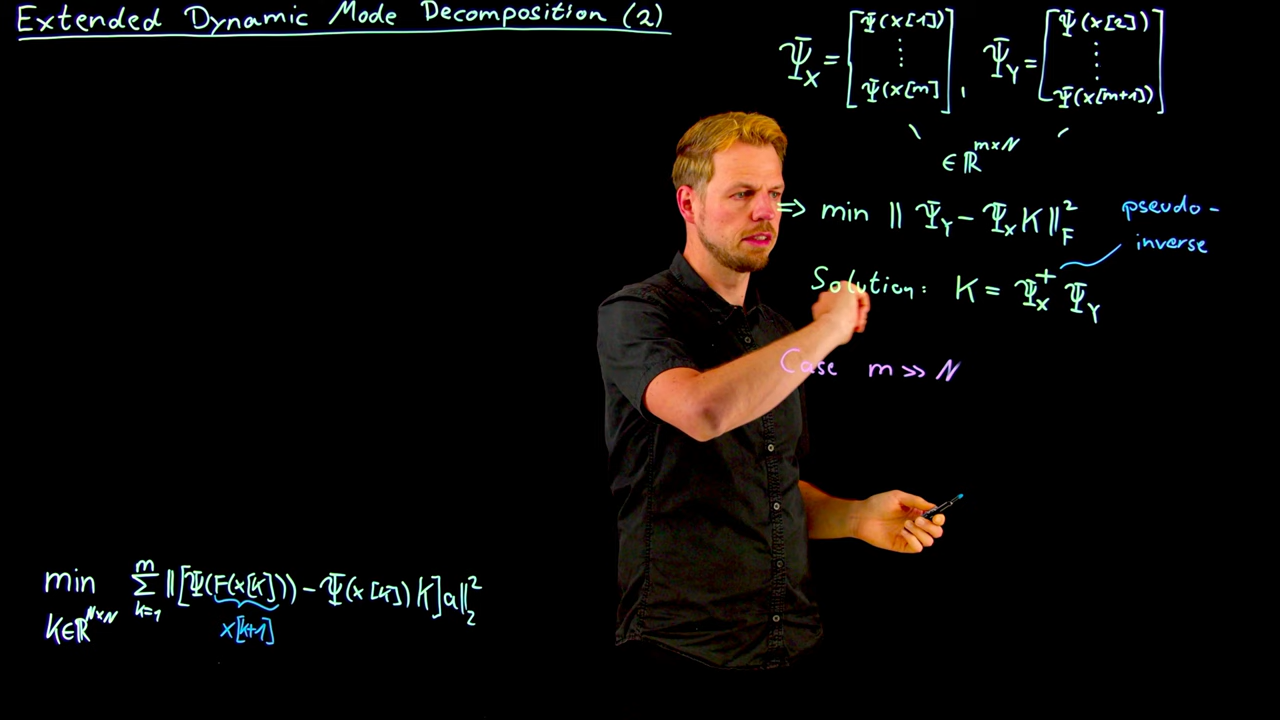 Extended Dynamic Mode Decomposition (2)
Ψ_X = [Ψ(x[1]) ⋮ Ψ(x[m]], Ψ_Y = [Ψ(x[2]) ⋮ Ψ(x[m+1])]
∈ ℝ^{m×N}
⇒ min ‖ Ψ_Y − Ψ_X K ‖_F^2
pseudo-
inverse
Solution: K = Ψ_X^+ Ψ_Y
Case m >> N
min_{K∈ℝ^{N×N}} Σ_{k=1}^{m} ‖[Ψ(F(x[k])) − Ψ(x[k]) K] a‖_2^2
x[k+1]